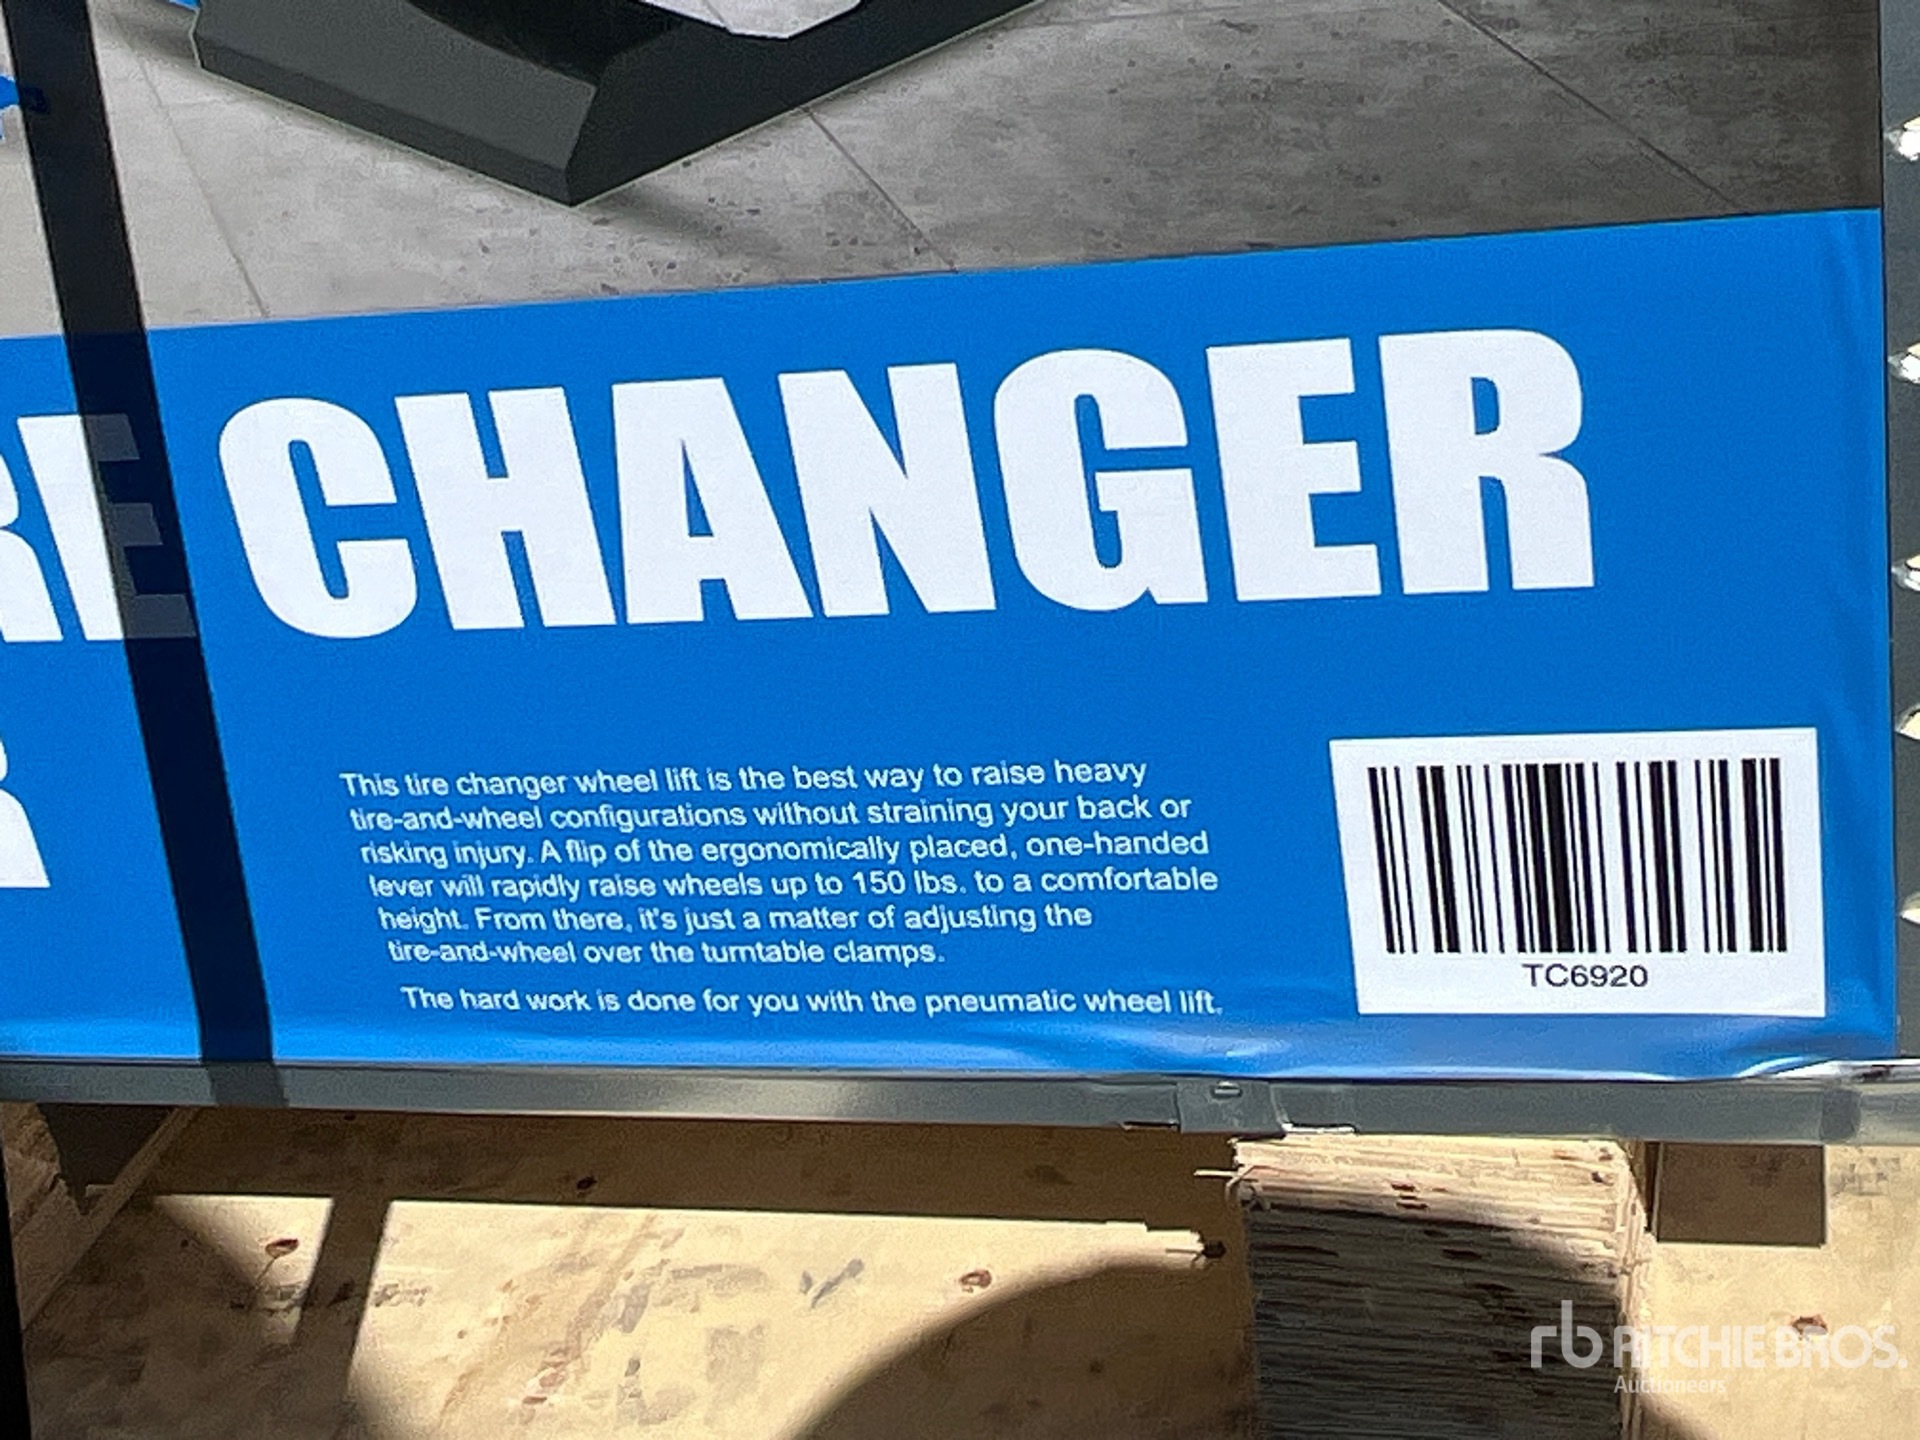 RE CHANGER
R
This tire changer wheel lift is the best way to raise heavy
tire-and-wheel configurations without straining your back or
risking injury. A flip of the ergonomically placed, one-handed
lever will rapidly raise wheels up to 150 lbs. to a comfortable
height. From there, it's just a matter of adjusting the
tire-and-wheel over the turntable clamps.
The hard work is done for you with the pneumatic wheel lift.
TC6920
rb RITCHIE BROS.
Auctioneers